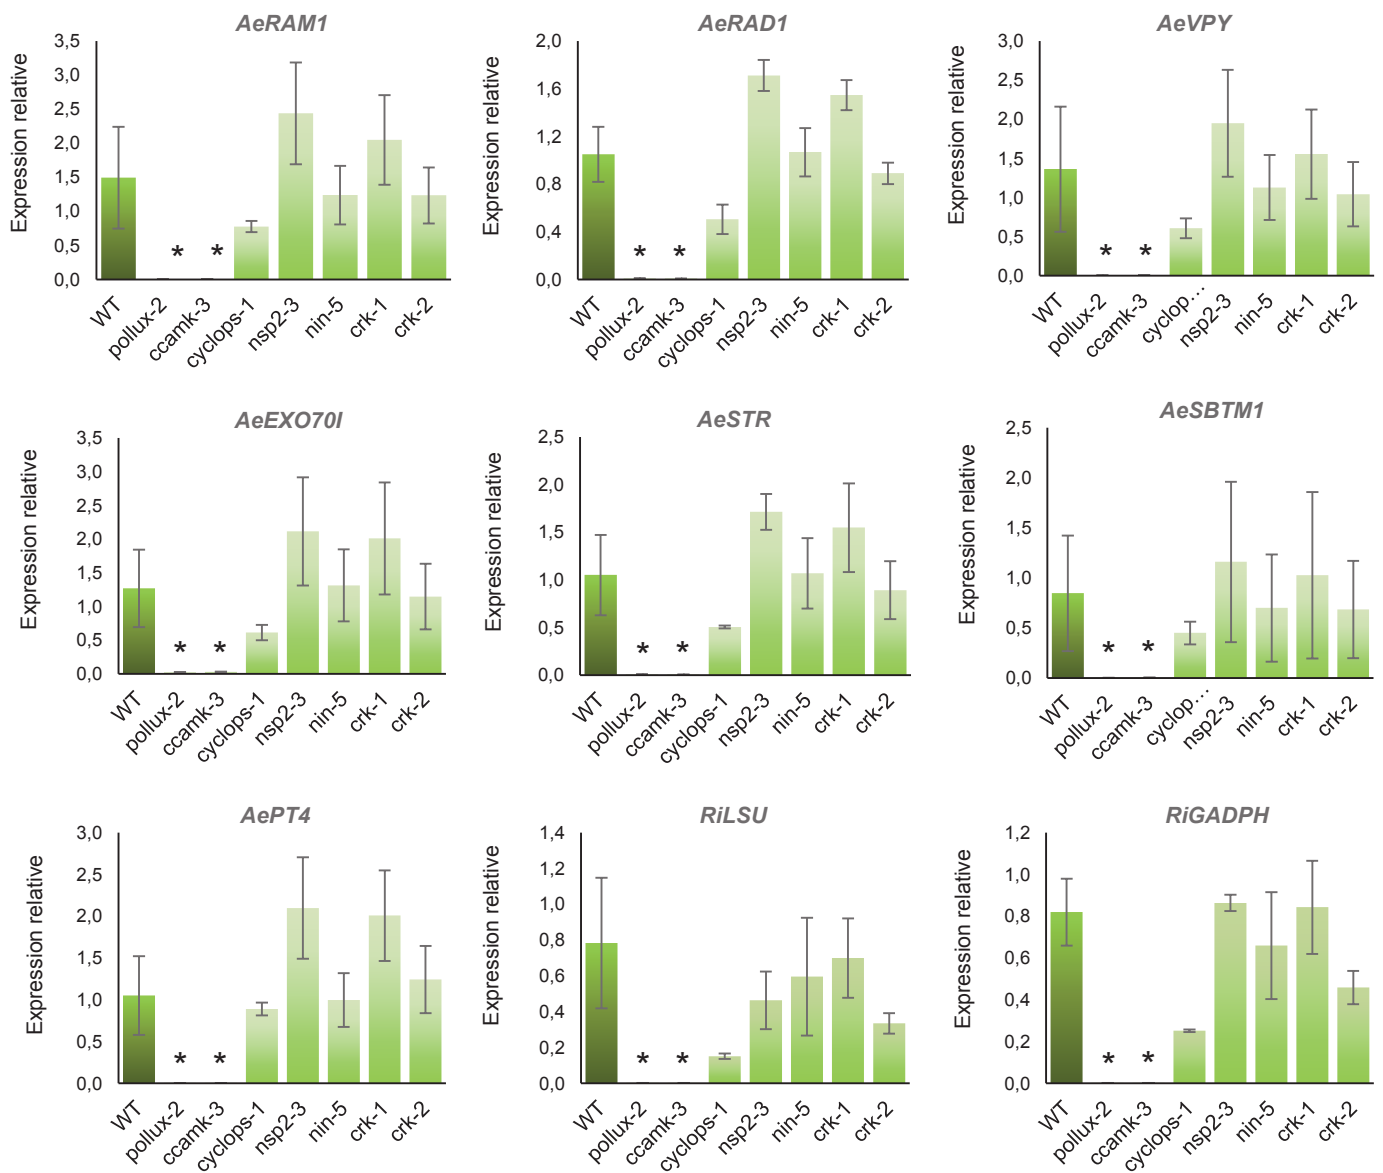 AeRAM1
Expression relative
3,5
3,0
2,5
2,0
1,5
1,0
0,5
0,0
* *
WT pollux-2 ccamk-3 cyclops-1 nsp2-3 nin-5 crk-1 crk-2
AeRAD1
Expression relative
2,0
1,6
1,2
0,8
0,4
0,0
* *
WT pollux-2 ccamk-3 cyclops-1 nsp2-3 nin-5 crk-1 crk-2
AeVPY
Expression relative
3,0
2,5
2,0
1,5
1,0
0,5
0,0
* *
WT pollux-2 ccamk-3 cyclop… nsp2-3 nin-5 crk-1 crk-2
AeEXO70I
Expression relative
3,5
3,0
2,5
2,0
1,5
1,0
0,5
0,0
* *
WT pollux-2 ccamk-3 cyclops-1 nsp2-3 nin-5 crk-1 crk-2
AeSTR
Expression relative
2,5
2,0
1,5
1,0
0,5
0,0
* *
WT pollux-2 ccamk-3 cyclops-1 nsp2-3 nin-5 crk-1 crk-2
AeSBTM1
Expression relative
2,5
2,0
1,5
1,0
0,5
0,0
* *
WT pollux-2 ccamk-3 cyclop… nsp2-3 nin-5 crk-1 crk-2
AePT4
Expression relative
3,0
2,5
2,0
1,5
1,0
0,5
0,0
* *
WT pollux-2 ccamk-3 cyclops-1 nsp2-3 nin-5 crk-1 crk-2
RiLSU
Expression relative
1,4
1,2
1,0
0,8
0,6
0,4
0,2
0,0
* *
WT pollux-2 ccamk-3 cyclops-1 nsp2-3 nin-5 crk-1 crk-2
RiGADPH
Expression relative
1,2
1,0
0,8
0,6
0,4
0,2
0,0
* *
WT pollux-2 ccamk-3 cyclops-1 nsp2-3 nin-5 crk-1 crk-2